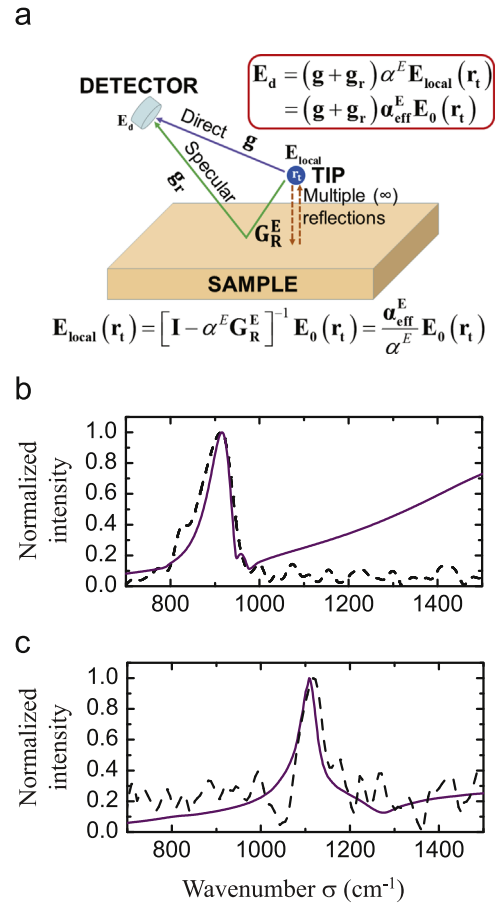 a
𝐄_d = (𝐠 + 𝐠_r) α^E 𝐄_local (𝐫_t)
= (𝐠 + 𝐠_r) 𝛂_eff^E 𝐄_0 (𝐫_t)
DETECTOR
E_d
Direct g
E_local
Specular
r_t TIP
g_r
Multiple (∞)
reflections
G_R^E
SAMPLE
𝐄_local (𝐫_t) = [𝐈 − α^E 𝐆_R^E]^−1 𝐄_0 (𝐫_t) = 𝛂_eff^E / α^E 𝐄_0 (𝐫_t)
b
Normalized
intensity
1.0
0.8
0.6
0.4
0.2
0.0
800 1000 1200 1400
c
Normalized
intensity
1.0
0.8
0.6
0.4
0.2
0.0
800 1000 1200 1400
Wavenumber σ (cm⁻¹)